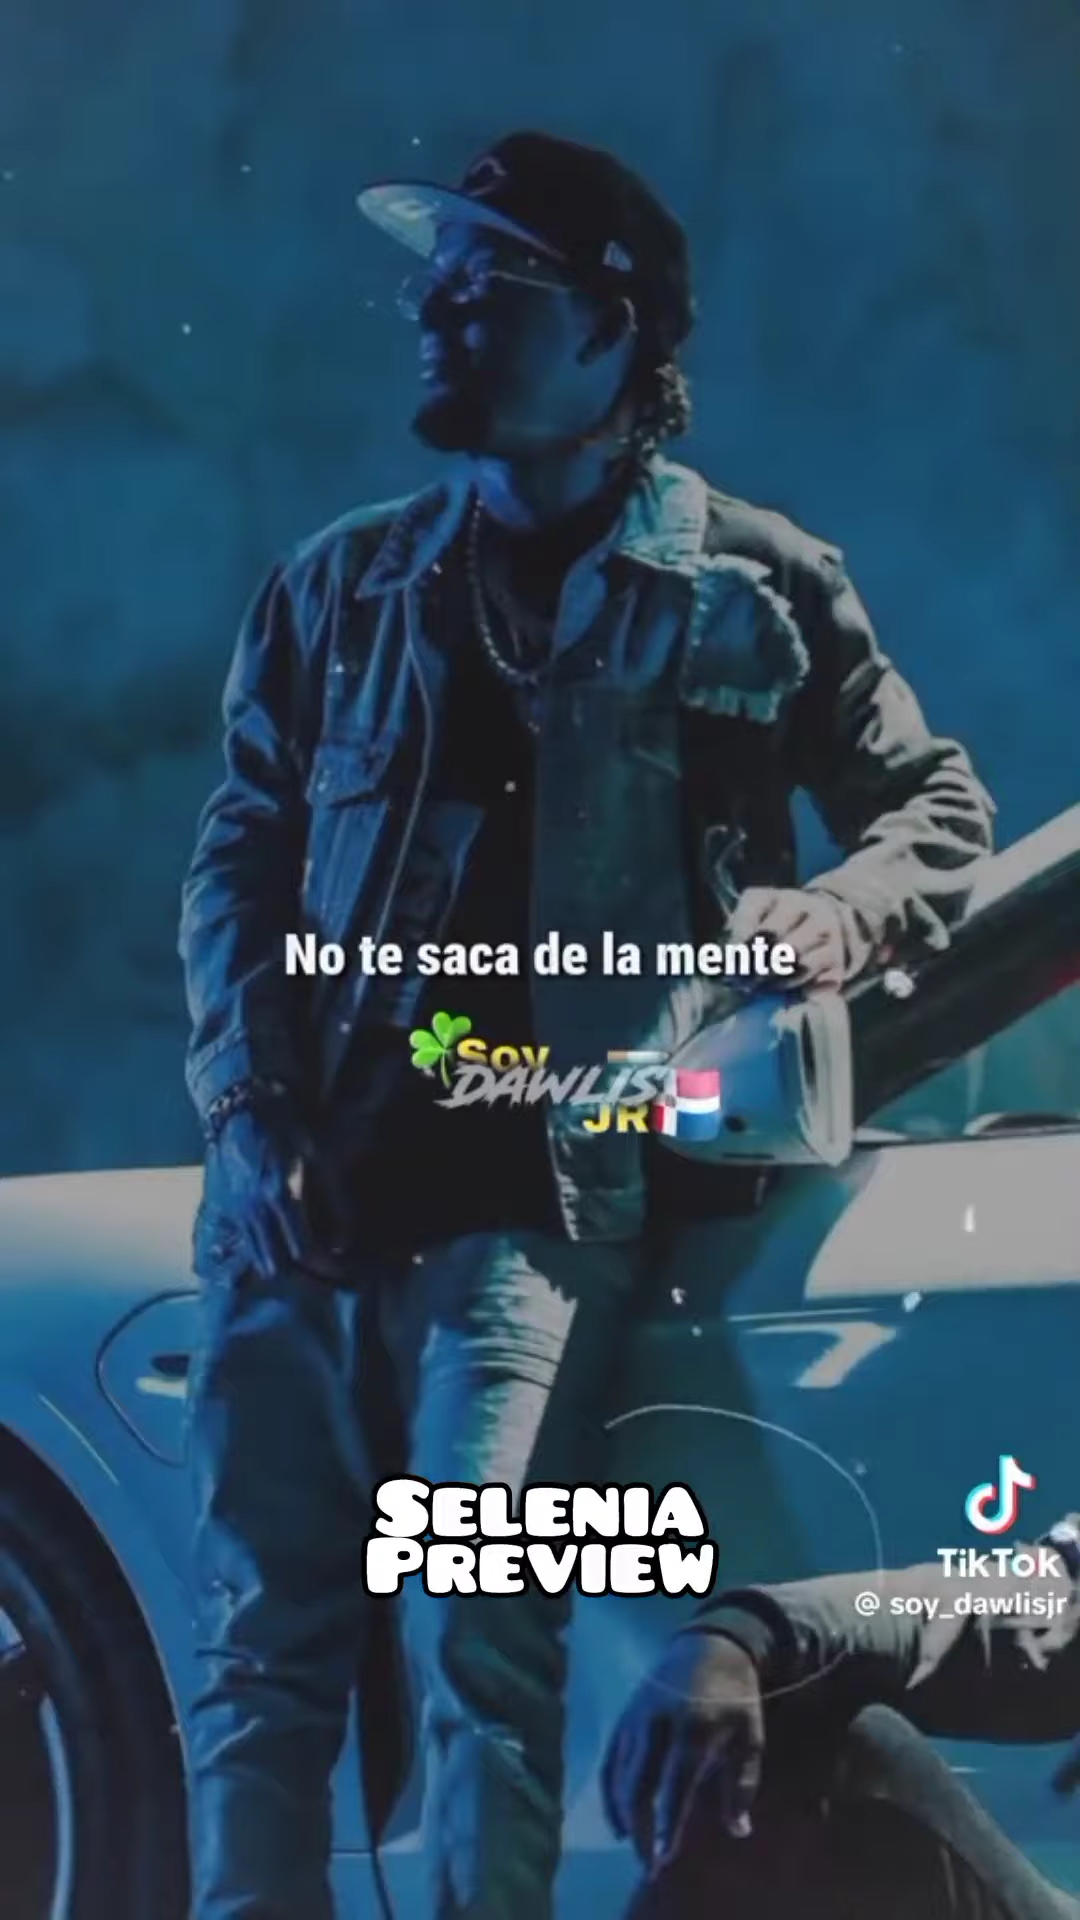 No te saca de la mente
Soy
DAWLIS
JR
SELENIA
PREVIEW
TikTok
@ soy_dawlisjr